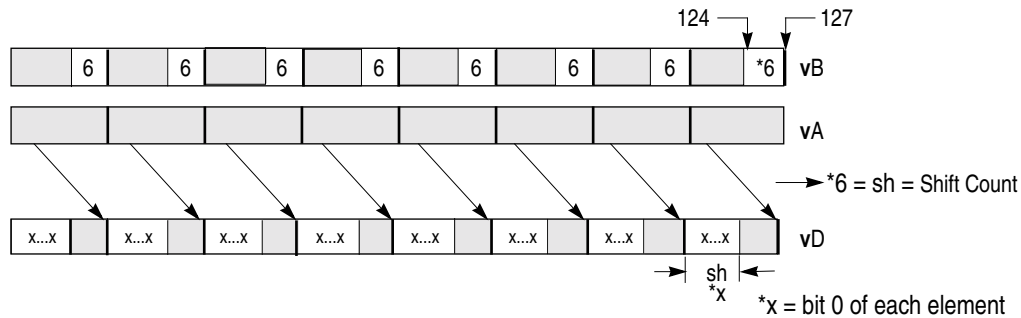 124 127
6 6 6 6 6 6 6 *6 vB
vA
*6 = sh = Shift Count
x...x x...x x...x x...x x...x x...x x...x x...x vD
sh
*x
*x = bit 0 of each element